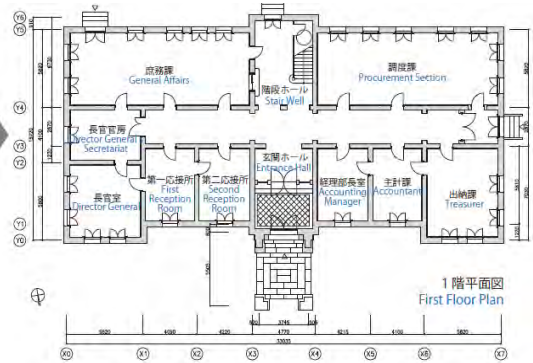 Y6
Y5
Y4
Y3
Y2
Y1
Y0
庶務課
General Affairs
階段ホール
Stair Well
調度課
Procurement Section
長官官房
Director General
Secretariat
玄関ホール
Entrance Hall
長官室
Director General
第一応接所
First
Reception
Room
第二応接所
Second
Reception
Room
経理部長室
Accounting
Manager
主計課
Accountant
出納課
Treasurer
1階平面図
First Floor Plan
5820
4090
4220
4770
4215
4100
5820
33035
X0
X1
X2
X3
X4
X5
X6
X7